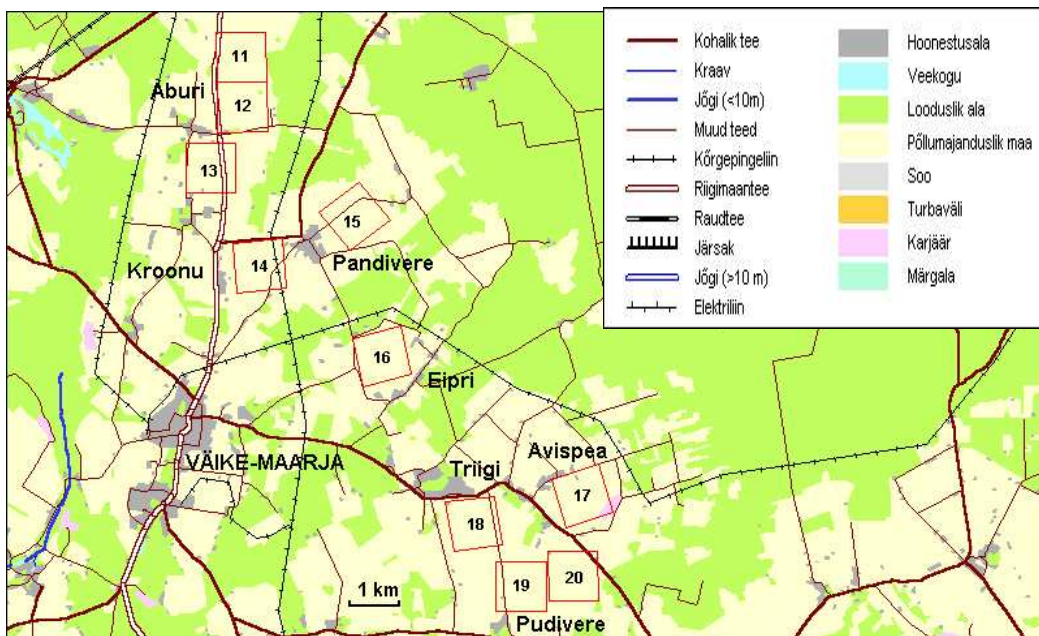 11
Äburi
12
13
15
Kroonu
14
Pandivere
16
Eipri
VÄIKE-MAARJA
Triigi
Avispea
17
18
19
20
1 km
Pudivere
Kohalik tee
Kraav
Jõgi (<10m)
Muud teed
Kõrgepingeliin
Riigimaantee
Raudtee
Järsak
Jõgi (>10 m)
Elektriliin
Hoonestusala
Veekogu
Looduslik ala
Põllumajanduslik maa
Soo
Turbaväli
Karjäär
Märgala